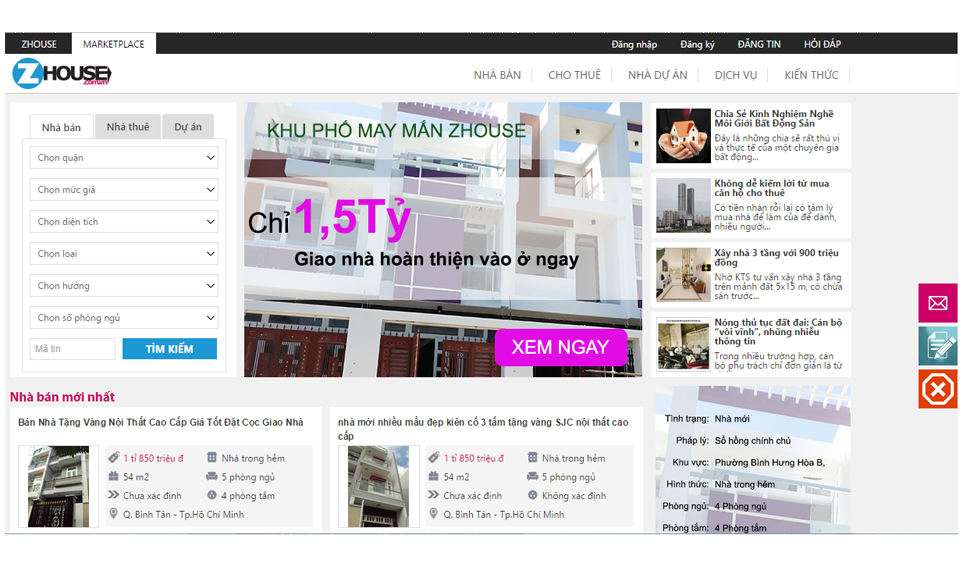 ZHOUSE
MARKETPLACE
Đăng nhập
Đăng ký
ĐĂNG TIN
HỎI ĐÁP
ZHOUSE
.com.vn
NHÀ BÁN
CHO THUÊ
NHÀ DỰ ÁN
DỊCH VỤ
KIẾN THỨC
Nhà bán
Nhà thuê
Dự án
Chọn quận
Chọn mức giá
Chọn diện tích
Chọn loại
Chọn hướng
Chọn số phòng ngủ
Mã tin
TÌM KIẾM
KHU PHỐ MAY MẮN ZHOUSE
Chỉ 1,5Tỷ
Giao nhà hoàn thiện vào ở ngay
XEM NGAY
Chia Sẻ Kinh Nghiệm Nghề
Môi Giới Bất Động Sản
Đây là những chia sẽ rất thú vị
và thực tế của một chuyên gia
bất động...
Không dễ kiếm lời từ mua
căn hộ cho thuê
Có tiền nhàn rỗi lại có tâm lý
mua nhà để làm của để dành,
nhiều người...
Xây nhà 3 tầng với 900 triệu
đồng
Nhờ KTS tư vấn xây nhà 3 tầng
trên mảnh đất 5x15 m, có chừa
sân trước...
Nóng thủ tục đất đai: Cán bộ
“vòi vĩnh”, nhũng nhiễu
thông tin
Trong nhiều trường hợp, cán
bộ phụ trách chỉ đơn giản là từ
Nhà bán mới nhất
Bán Nhà Tặng Vàng Nội Thất Cao Cấp Giá Tốt Đặt Cọc Giao Nhà
1 tỉ 850 triệu đ
Nhà trong hẻm
54 m2
5 phòng ngủ
Chưa xác định
4 phòng tắm
Q. Bình Tân - Tp.Hồ Chí Minh
nhà mới nhiều mẫu đẹp kiên cố 3 tấm tặng vàng SJC nội thất cao
cấp
1 tỉ 850 triệu đ
Nhà trong hẻm
54 m2
5 phòng ngủ
Chưa xác định
Không xác định
Q. Bình Tân - Tp.Hồ Chí Minh
Tình trạng: Nhà mới
Pháp lý: Sổ hồng chính chủ
Khu vực: Phường Bình Hưng Hòa B,
Hình thức: Nhà trong hẻm
Phòng ngủ: 4 Phòng ngủ
Phòng tắm: 4 Phòng tắm